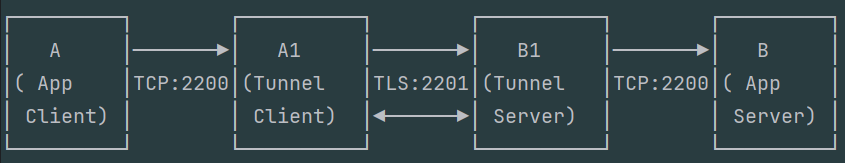 A A1 B1 B
( App TCP:2200 (Tunnel TLS:2201 (Tunnel TCP:2200 ( App
Client) Client) Server) Server)